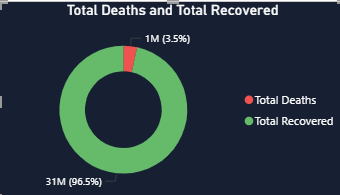 Total Deaths and Total Recovered
1M (3.5%)
Total Deaths
Total Recovered
31M (96.5%)